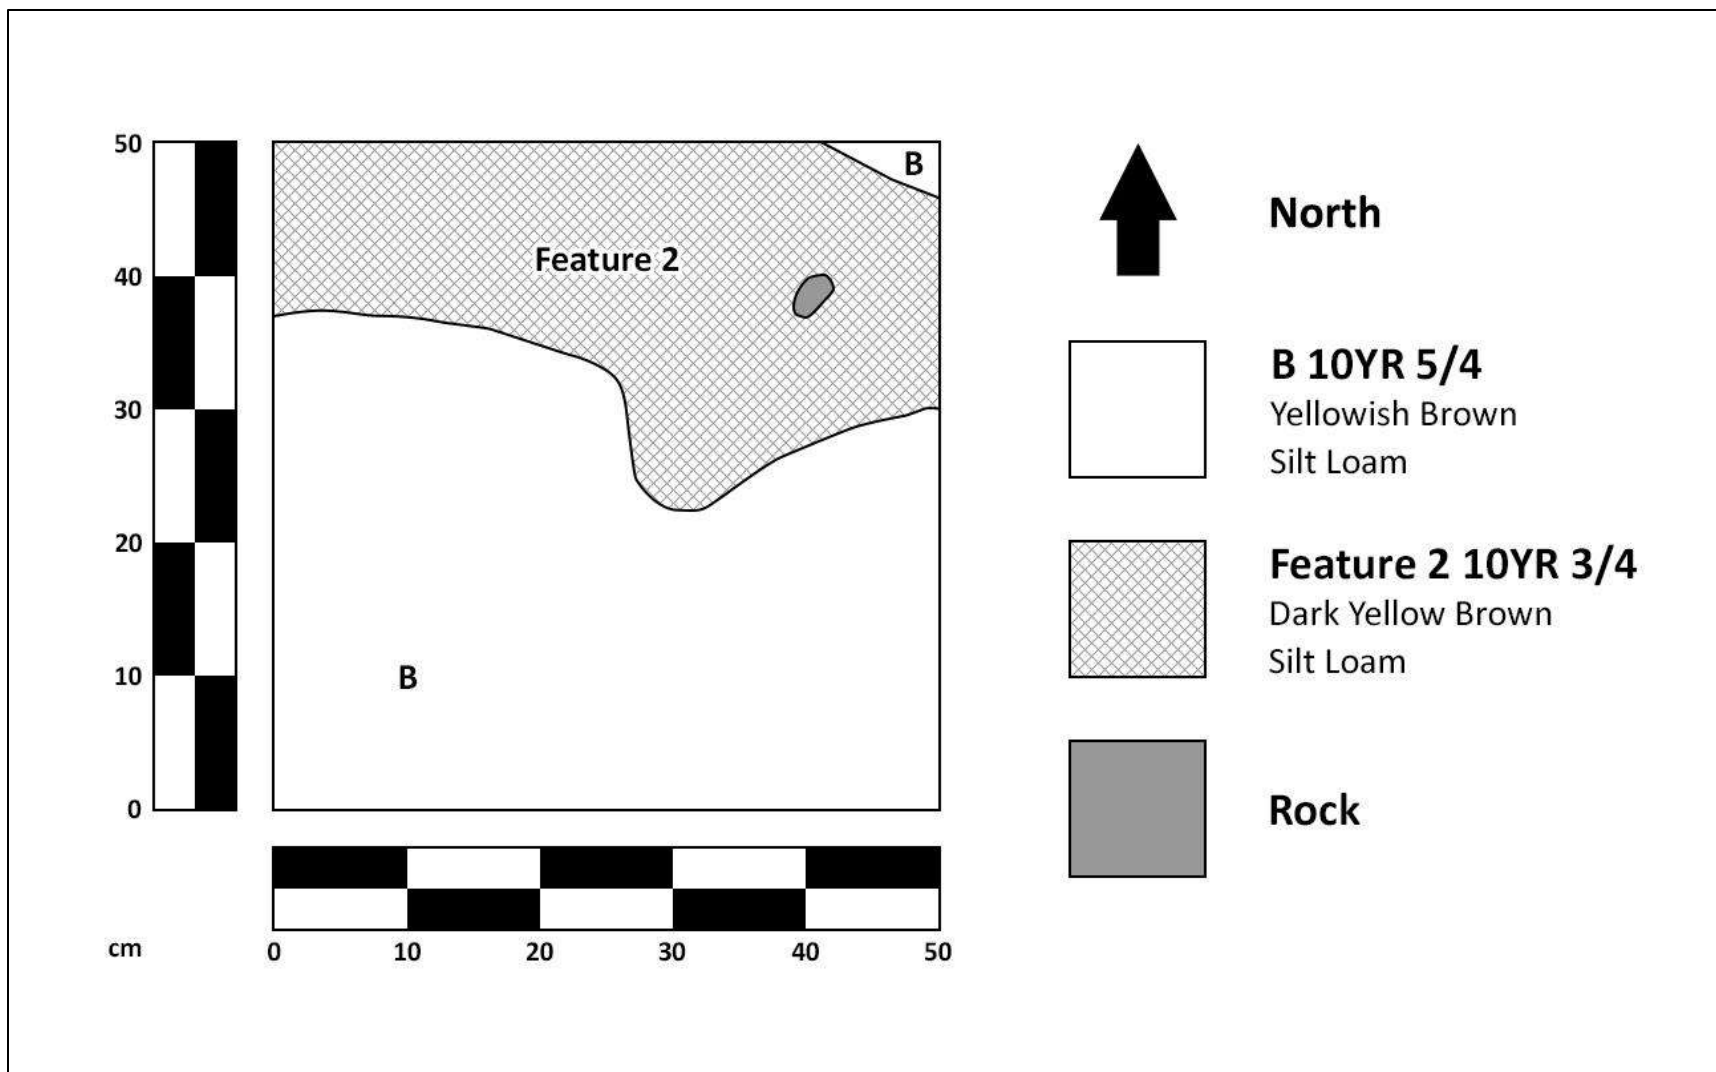 50
40
30
20
10
0
B
Feature 2
B
cm
0 10 20 30 40 50
North
B 10YR 5/4
Yellowish Brown
Silt Loam
Feature 2 10YR 3/4
Dark Yellow Brown
Silt Loam
Rock